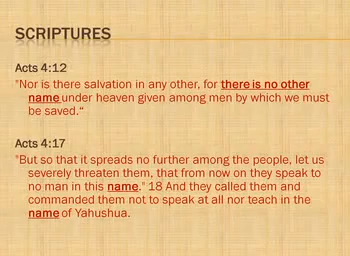 SCRIPTURES
Acts 4:12
"Nor is there salvation in any other, for there is no other
name under heaven given among men by which we must
be saved.“
Acts 4:17
"But so that it spreads no further among the people, let us
severely threaten them, that from now on they speak to
no man in this name." 18 And they called them and
commanded them not to speak at all nor teach in the
name of Yahushua.